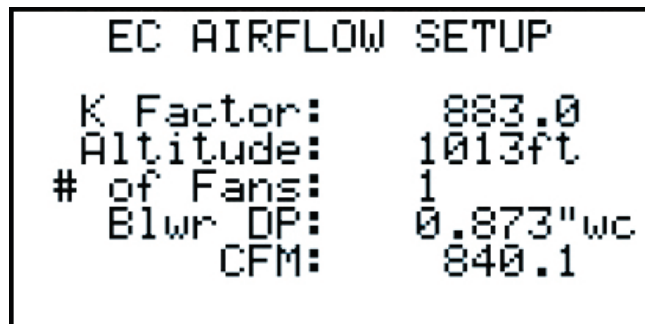 EC AIRFLOW SETUP
K Factor: 883.0
Altitude: 1013ft
# of Fans: 1
Blwr DP: 0.873"wc
CFM: 840.1